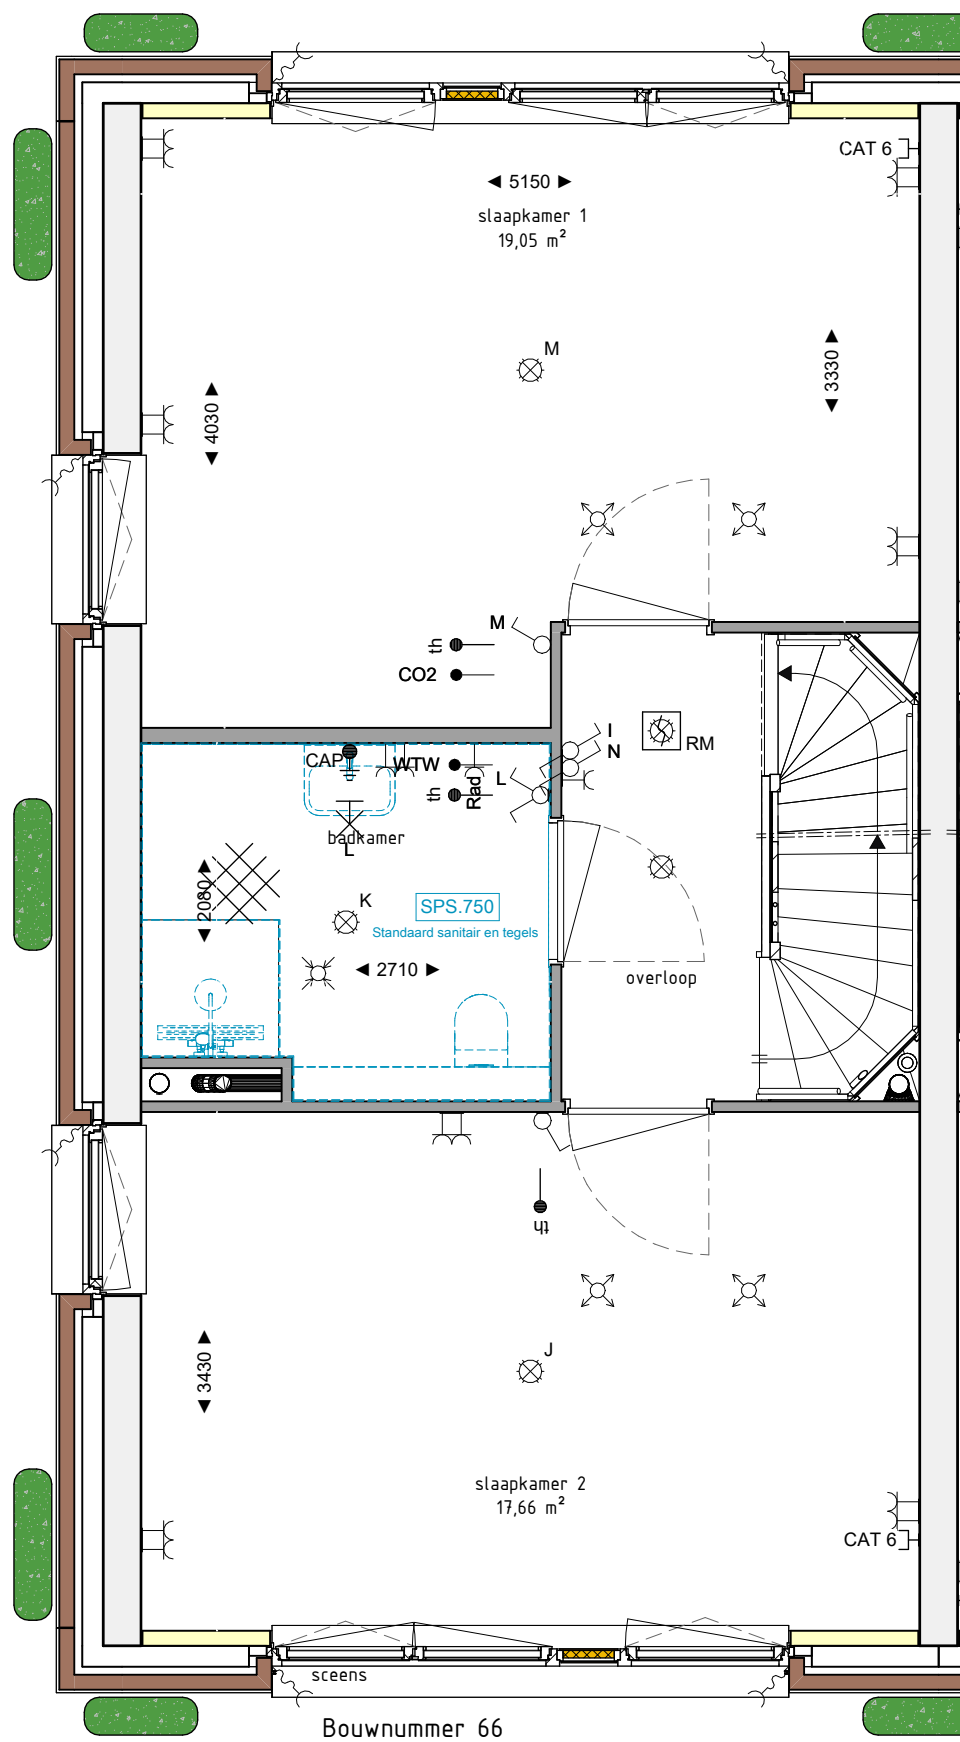 CAT 6
5150
slaapkamer 1
19,05 m²
M
3330
4030
M
th
CO2
I
N
RM
CAP
WTW
L
th
Rad
badkamer
L
2080
K
SPS.750
Standaard sanitair en tegels
2710
overloop
th
J
3430
slaapkamer 2
17,66 m²
CAT 6
sceens
Bouwnummer 66